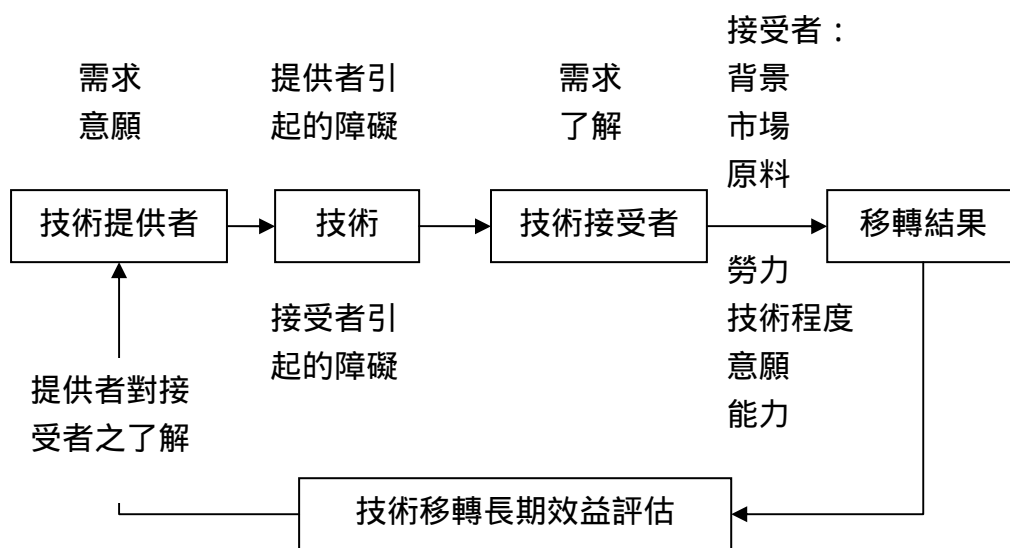 需求
意願
提供者引
起的障礙
需求
了解
接受者：
背景
市場
原料
技術提供者
技術
技術接受者
移轉結果
接受者引
起的障礙
勞力
技術程度
意願
能力
提供者對接
受者之了解
技術移轉長期效益評估